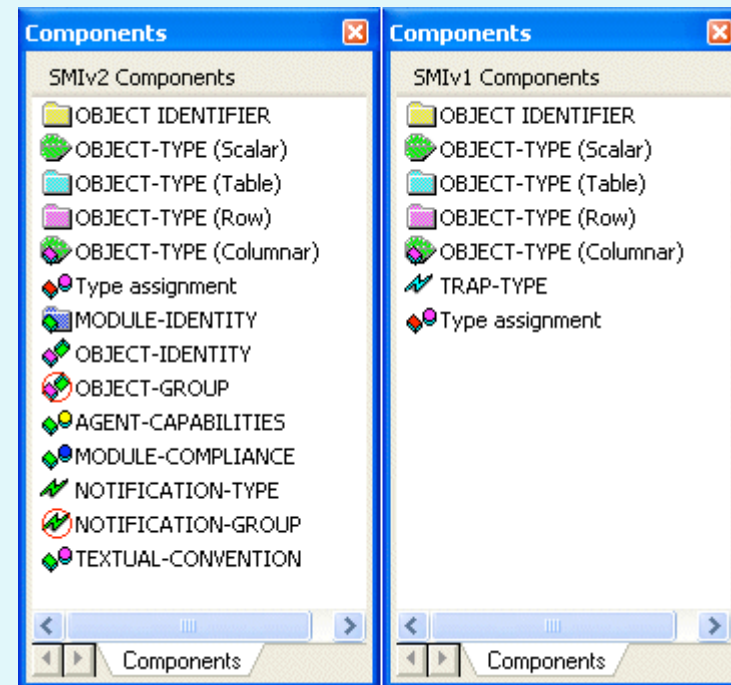 Components
SMIv2 Components
OBJECT IDENTIFIER
OBJECT-TYPE (Scalar)
OBJECT-TYPE (Table)
OBJECT-TYPE (Row)
OBJECT-TYPE (Columnar)
Type assignment
MODULE-IDENTITY
OBJECT-IDENTITY
OBJECT-GROUP
AGENT-CAPABILITIES
MODULE-COMPLIANCE
NOTIFICATION-TYPE
NOTIFICATION-GROUP
TEXTUAL-CONVENTION
Components
Components
SMIv1 Components
OBJECT IDENTIFIER
OBJECT-TYPE (Scalar)
OBJECT-TYPE (Table)
OBJECT-TYPE (Row)
OBJECT-TYPE (Columnar)
TRAP-TYPE
Type assignment
Components